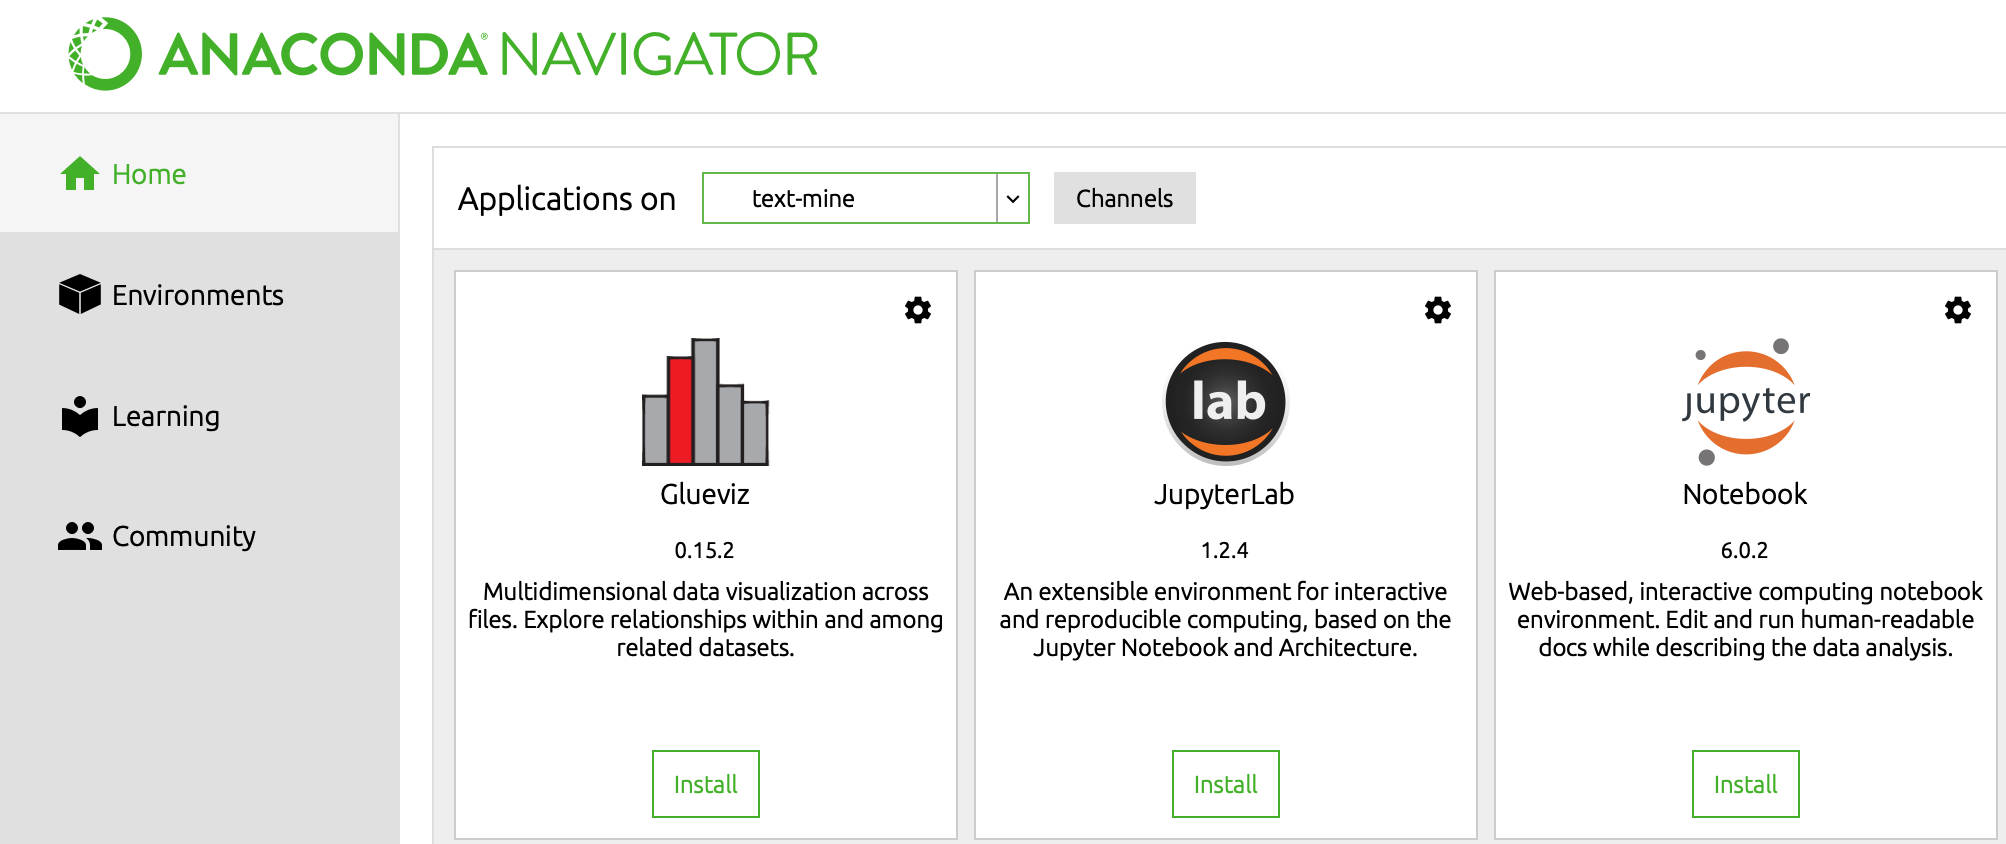 ANACONDA® NAVIGATOR
Home
Environments
Learning
Community
Applications on
text-mine
Channels
Glueviz
0.15.2
Multidimensional data visualization across
files. Explore relationships within and among
related datasets.
Install
lab
JupyterLab
1.2.4
An extensible environment for interactive
and reproducible computing, based on the
Jupyter Notebook and Architecture.
Install
jupyter
Notebook
6.0.2
Web-based, interactive computing notebook
environment. Edit and run human-readable
docs while describing the data analysis.
Install